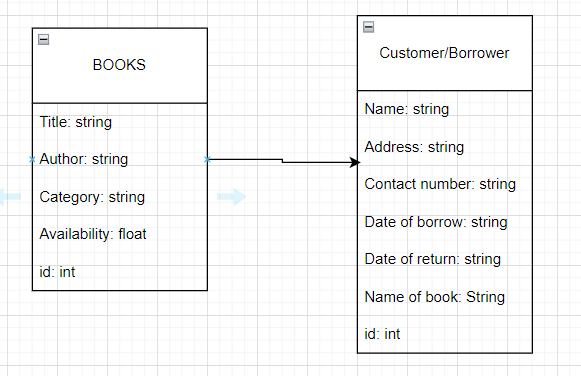 BOOKS
Title: string
Author: string
Category: string
Availability: float
id: int
Customer/Borrower
Name: string
Address: string
Contact number: string
Date of borrow: string
Date of return: string
Name of book: String
id: int